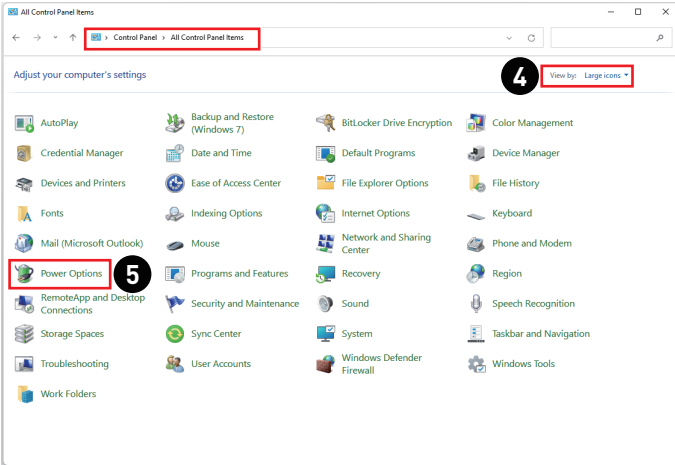 All Control Panel Items
Control Panel > All Control Panel Items
4
Adjust your computer's settings
View by: Large icons
AutoPlay
Backup and Restore
(Windows 7)
BitLocker Drive Encryption
Color Management
Credential Manager
Date and Time
Default Programs
Device Manager
Devices and Printers
Ease of Access Center
File Explorer Options
File History
Fonts
Indexing Options
Internet Options
Keyboard
Mail (Microsoft Outlook)
Mouse
Network and Sharing
Center
Phone and Modem
Power Options
5
Programs and Features
Recovery
Region
RemoteApp and Desktop
Connections
Security and Maintenance
Sound
Speech Recognition
Storage Spaces
Sync Center
System
Taskbar and Navigation
Troubleshooting
User Accounts
Windows Defender
Firewall
Windows Tools
Work Folders